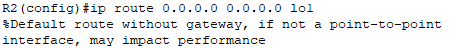 R2(config)#ip route 0.0.0.0 0.0.0.0 lol
%Default route without gateway, if not a point-to-point
interface, may impact performance